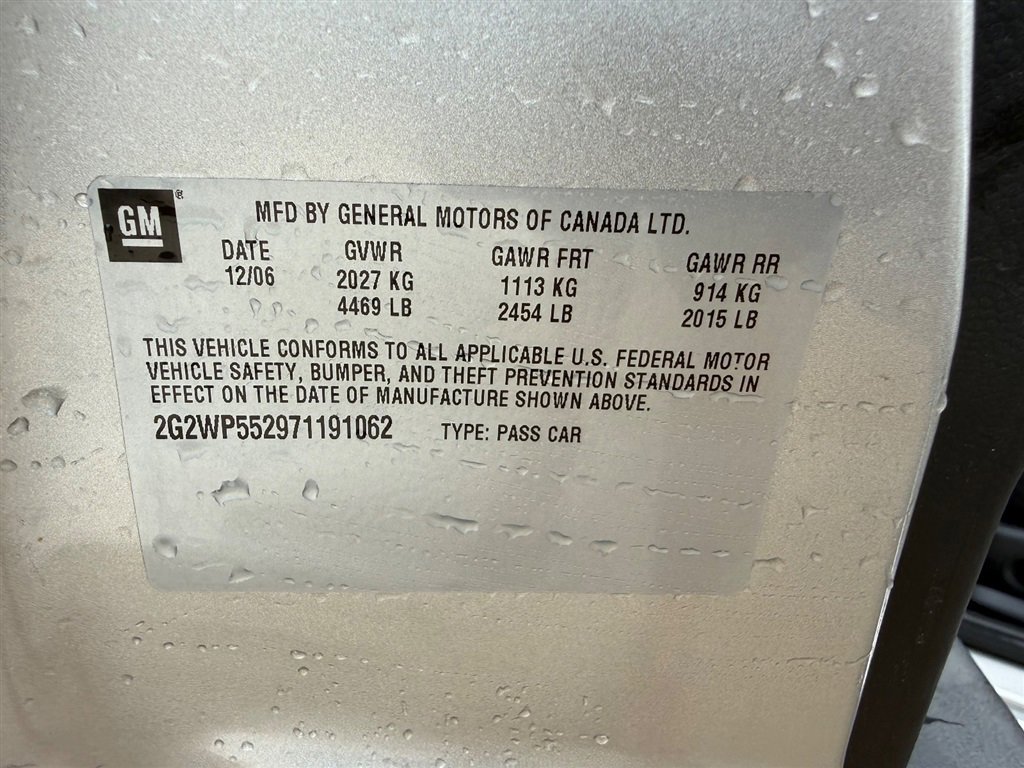 GM®
MFD BY GENERAL MOTORS OF CANADA LTD.
DATE GVWR GAWR FRT GAWR RR
12/06 2027 KG 1113 KG 914 KG
4469 LB 2454 LB 2015 LB
THIS VEHICLE CONFORMS TO ALL APPLICABLE U.S. FEDERAL MOTOR
VEHICLE SAFETY, BUMPER, AND THEFT PREVENTION STANDARDS IN
EFFECT ON THE DATE OF MANUFACTURE SHOWN ABOVE.
2G2WP552971191062 TYPE: PASS CAR